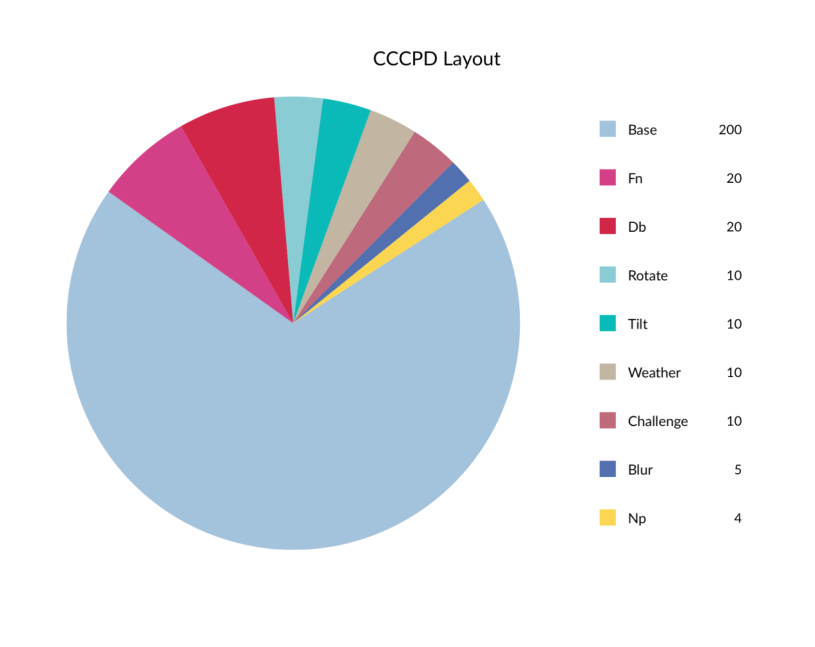 CCCPD Layout
Base 200
Fn 20
Db 20
Rotate 10
Tilt 10
Weather 10
Challenge 10
Blur 5
Np 4